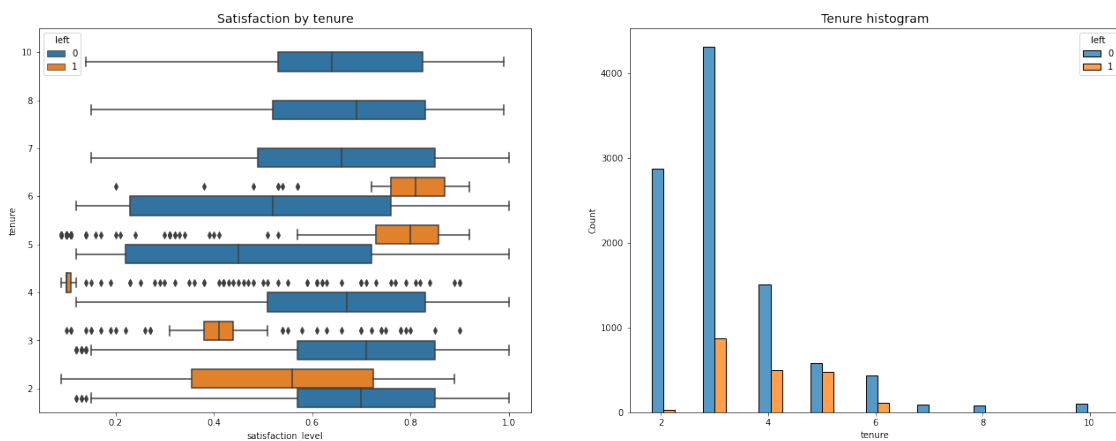 Satisfaction by tenure
left
0
1
10
8
7
6
5
4
3
2
tenure
0.2 0.4 0.6 0.8 1.0
satisfaction_level
Tenure histogram
left
0
1
4000
3000
2000
1000
0
Count
2 4 6 8 10
tenure